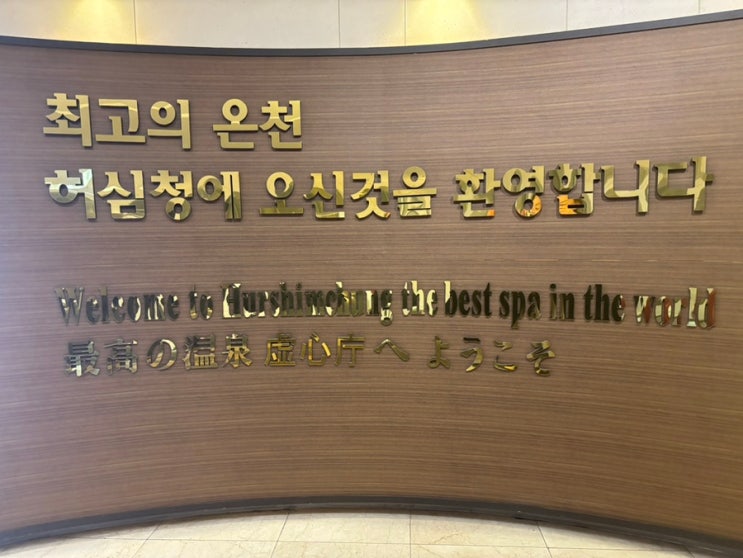 최고의 온천
허심청에 오신것을 환영합니다
Welcome to Hurshimchung the best spa in the world
最高の温泉 虚心庁へ ようこそ